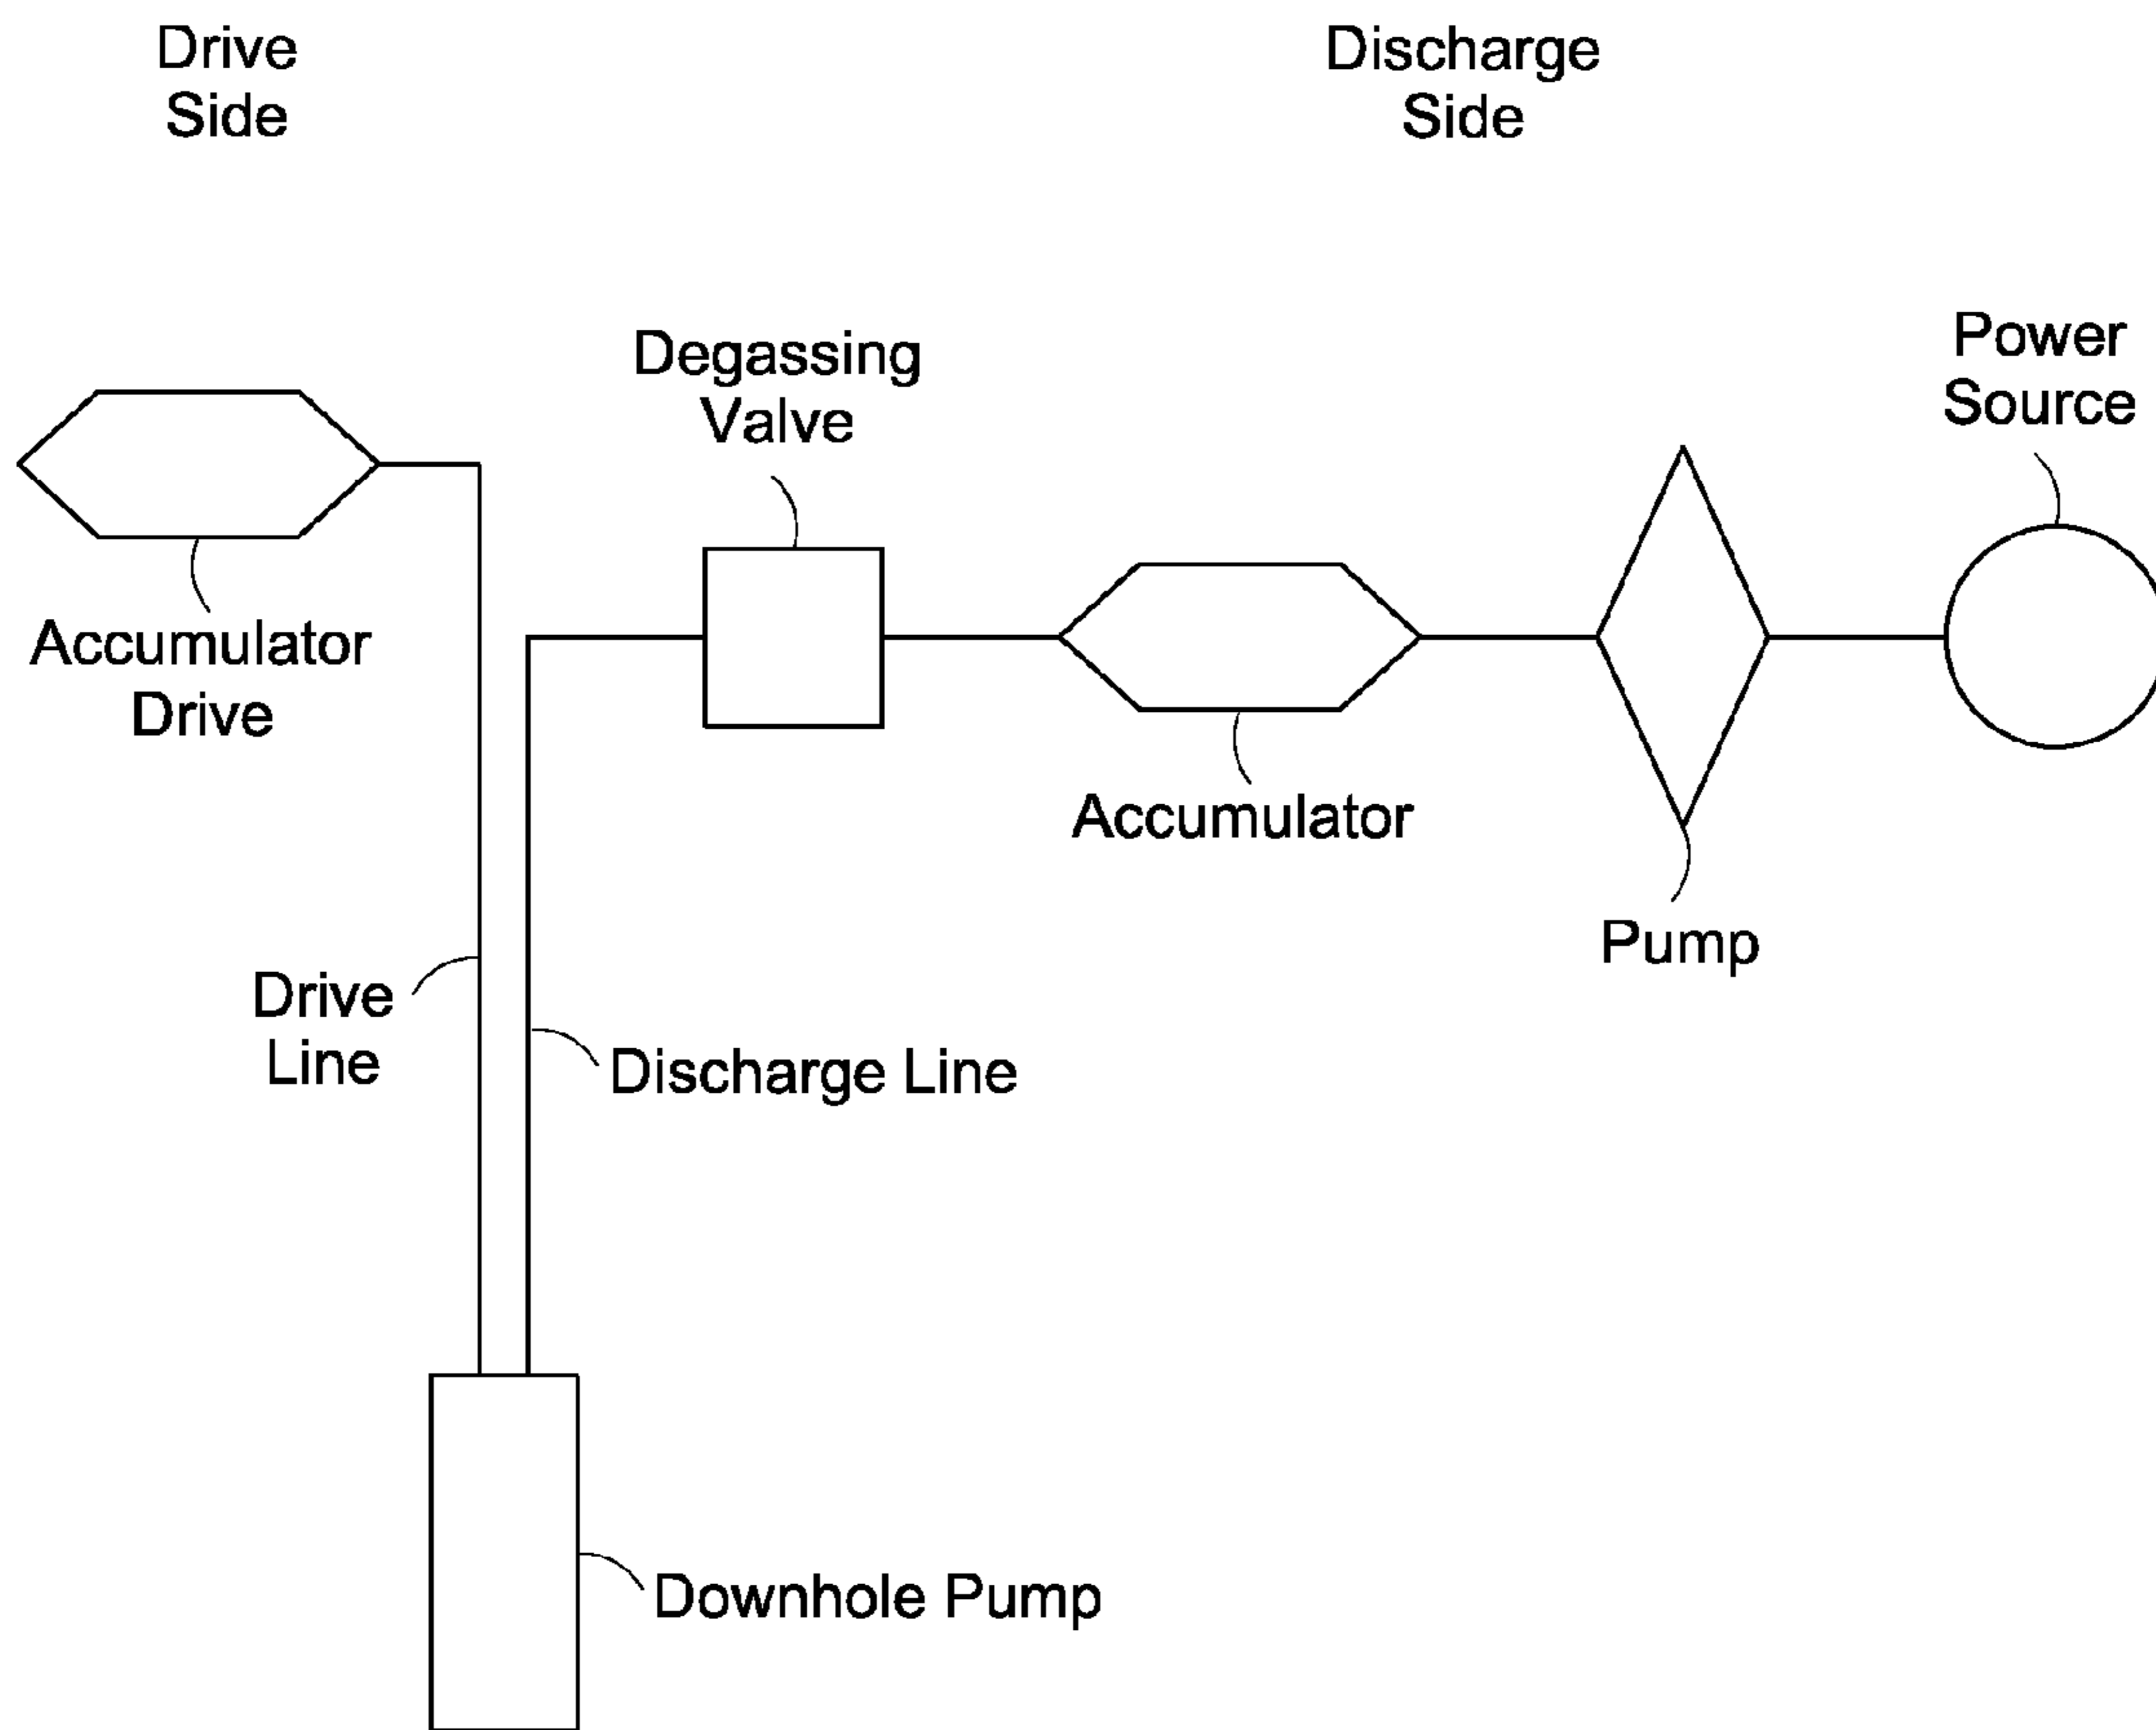 Drive
Side
Discharge
Side
Power
Source
Degassing
Valve
Accumulator
Drive
Accumulator
Pump
Drive
Line
Discharge Line
Downhole Pump